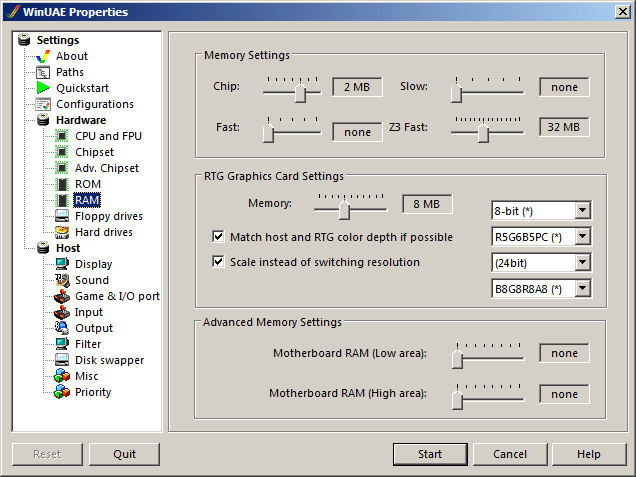 WinUAE Properties
Settings
About
Paths
Quickstart
Configurations
Hardware
CPU and FPU
Chipset
Adv. Chipset
ROM
RAM
Floppy drives
Hard drives
Host
Display
Sound
Game & I/O port
Input
Output
Filter
Disk swapper
Misc
Priority
Memory Settings
Chip: 2 MB Slow: none
Fast: none Z3 Fast: 32 MB
RTG Graphics Card Settings
Memory: 8 MB 8-bit (*)
Match host and RTG color depth if possible R5G6B5PC (*)
Scale instead of switching resolution (24bit)
B8G8R8A8 (*)
Advanced Memory Settings
Motherboard RAM (Low area): none
Motherboard RAM (High area): none
Reset Quit Start Cancel Help